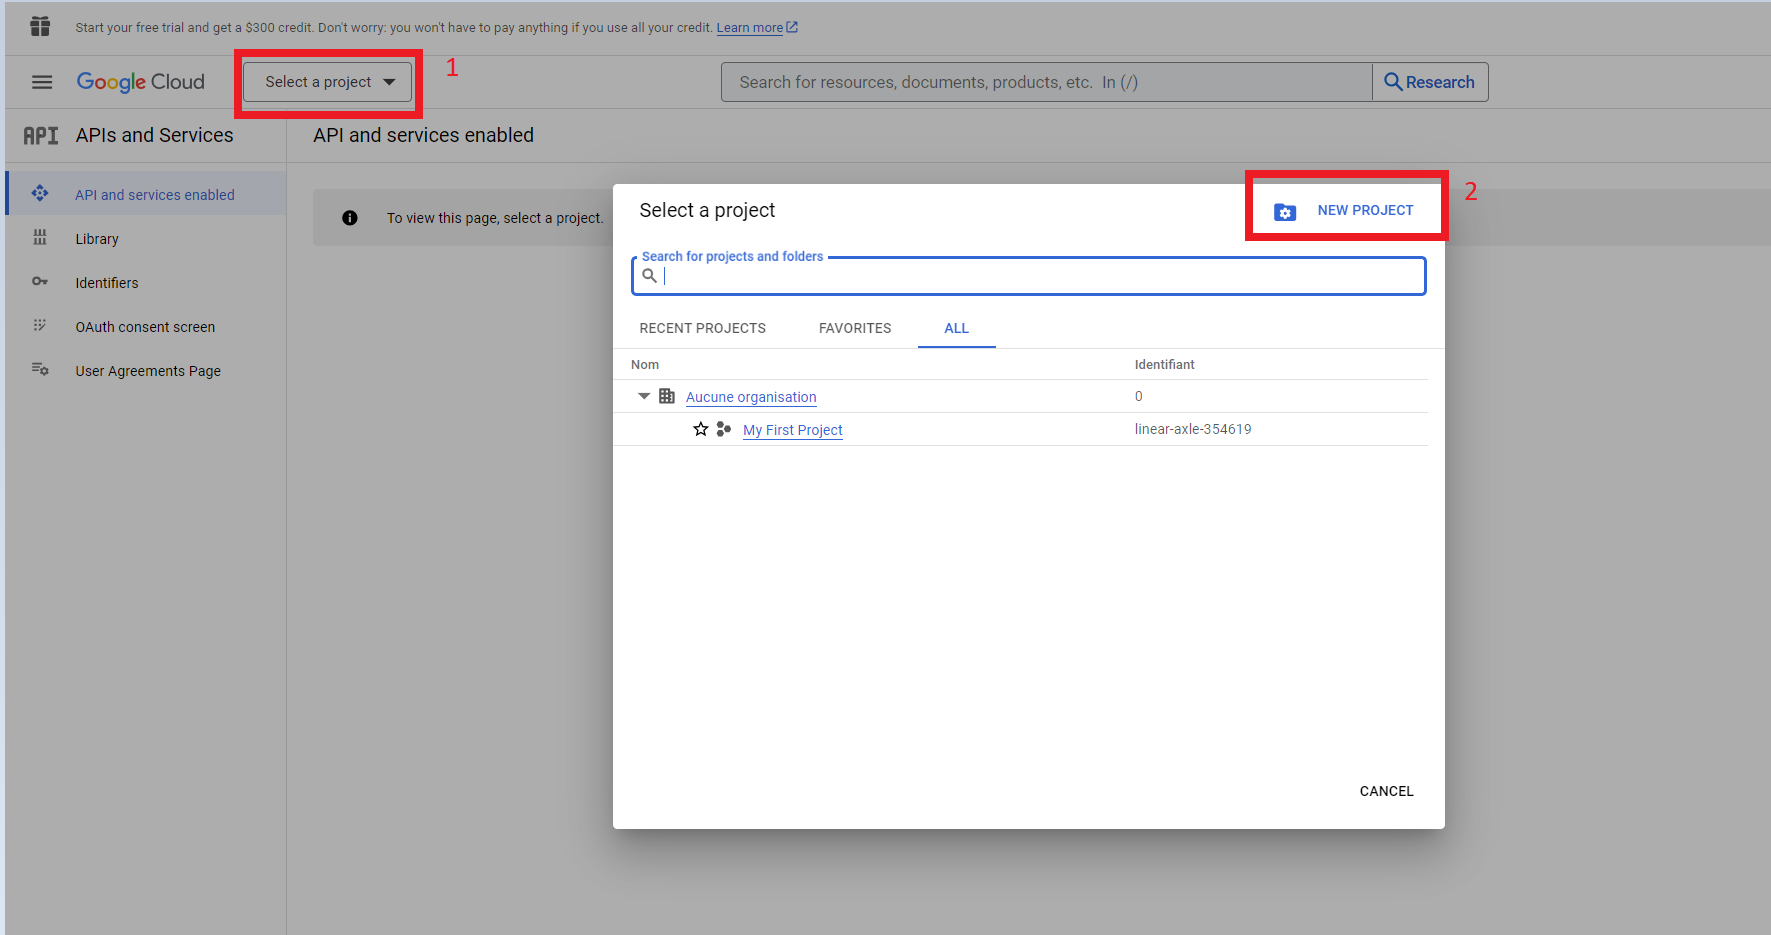 Start your free trial and get a $300 credit. Don't worry: you won't have to pay anything if you use all your credit. Learn more
Google Cloud
Select a project
1
Search for resources, documents, products, etc. In (/)
Research
API APIs and Services
API and services enabled
API and services enabled
Library
Identifiers
OAuth consent screen
User Agreements Page
To view this page, select a project.
Select a project
NEW PROJECT
2
Search for projects and folders
RECENT PROJECTS FAVORITES ALL
Nom Identifiant
Aucune organisation 0
My First Project linear-axle-354619
CANCEL